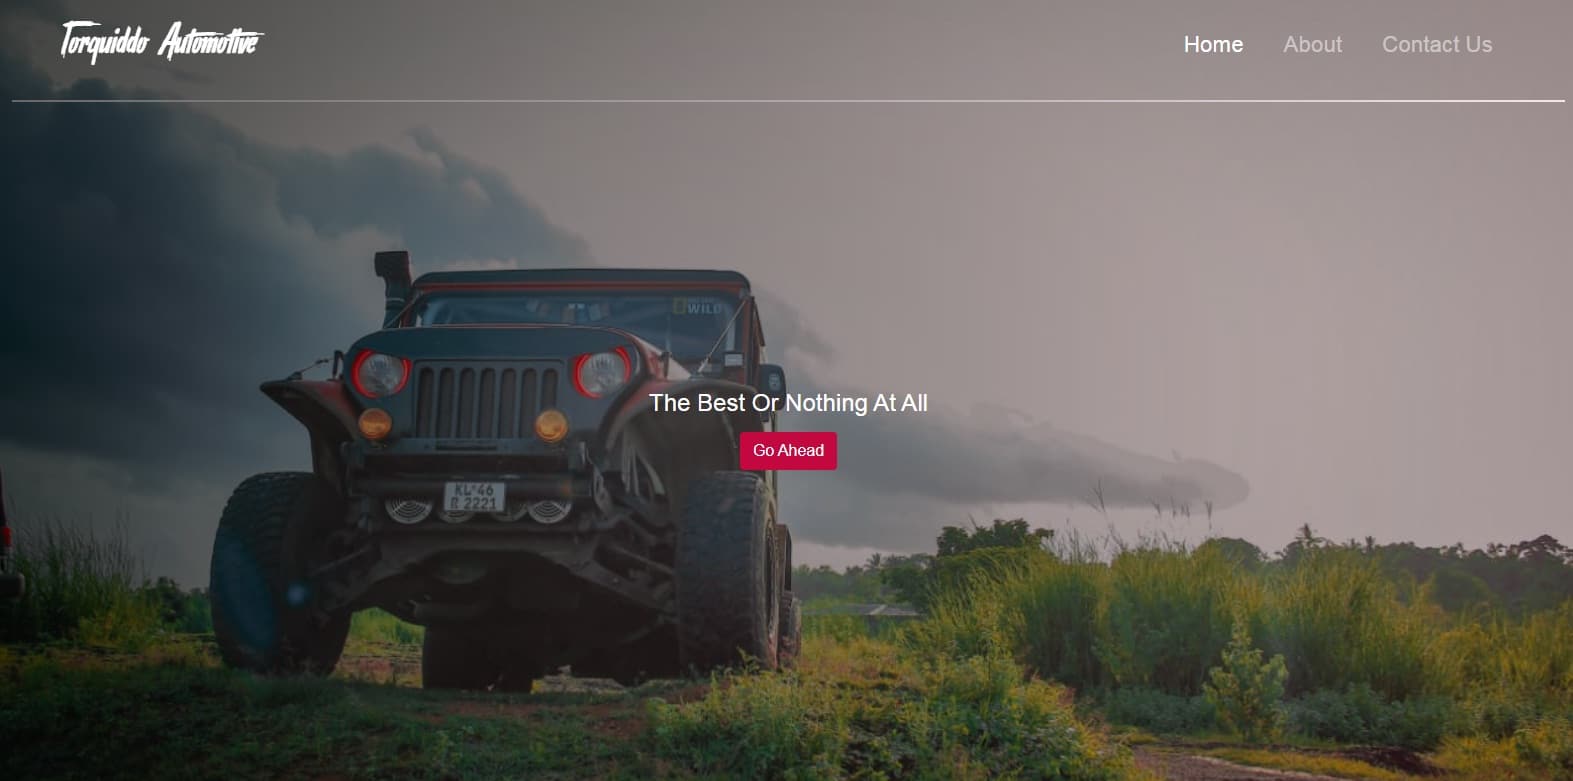 Torquiddo Automotive
Home
About
Contact Us
WILD
The Best Or Nothing At All
Go Ahead
KL 46
R 2221